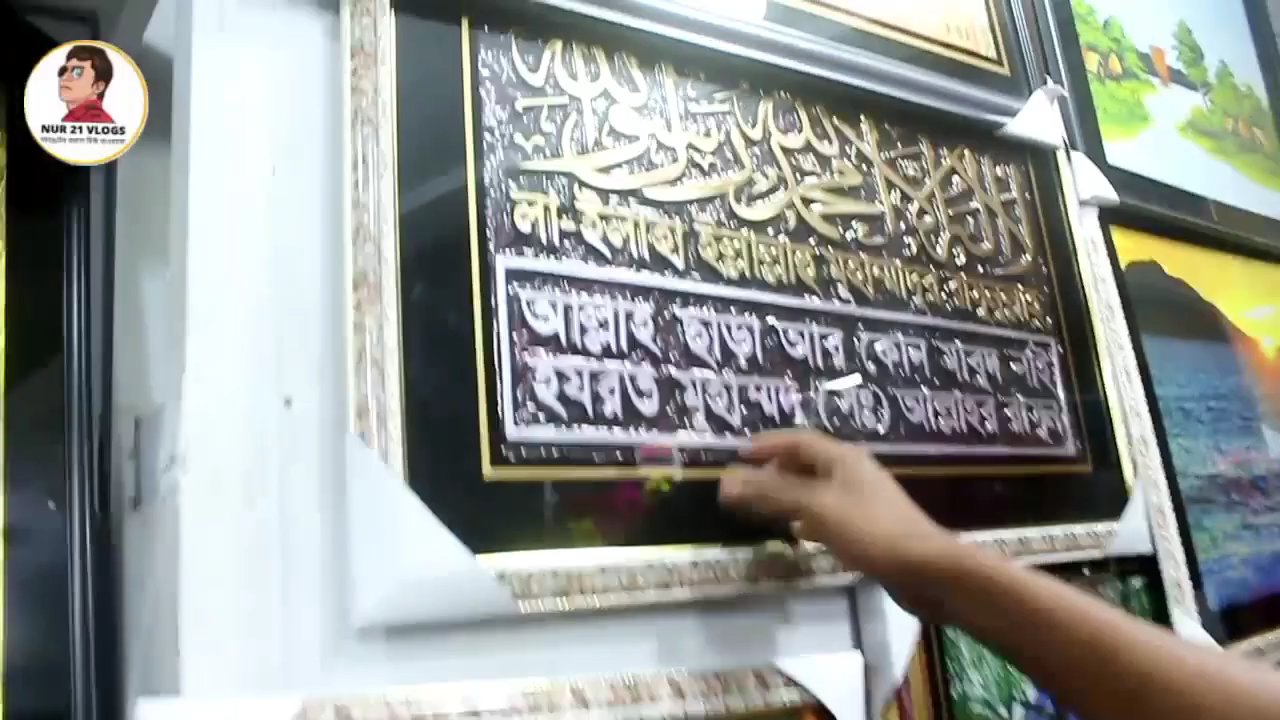 NUR 21 VLOGS
لا إله إلا الله محمد رسول الله
লা-ইলাহা ইল্লাল্লাহু মুহাম্মাদুর রাসুলুল্লাহ
আল্লাহ ছাড়া আর কোন মাবুদ নাই
হযরত মুহাম্মদ (সঃ) আল্লাহর রাসুল